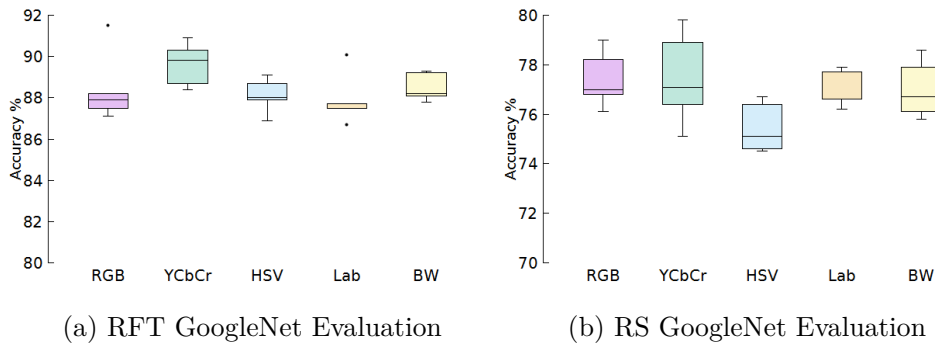 92
90
88
86
84
82
80
Accuracy %
RGB
YCbCr
HSV
Lab
BW
(a) RFT GoogleNet Evaluation
80
78
76
74
72
70
Accuracy %
RGB
YCbCr
HSV
Lab
BW
(b) RS GoogleNet Evaluation